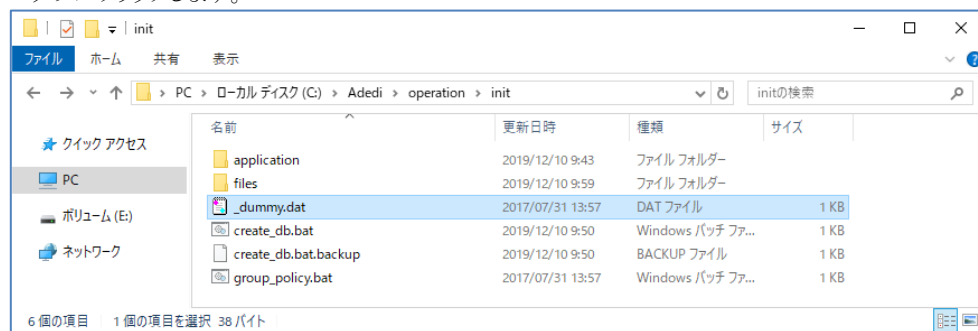 init
ファイル ホーム 共有 表示
PC › ローカル ディスク (C:) › Adedi › operation › init initの検索
名前 更新日時 種類 サイズ
クイック アクセス
PC
ボリューム (E:)
ネットワーク
application 2019/12/10 9:43 ファイル フォルダー
files 2019/12/10 9:59 ファイル フォルダー
_dummy.dat 2017/07/31 13:57 DAT ファイル 1 KB
create_db.bat 2019/12/10 9:50 Windows バッチ ファ... 1 KB
create_db.bat.backup 2019/12/10 9:50 BACKUP ファイル 1 KB
group_policy.bat 2017/07/31 13:57 Windows バッチ ファ... 1 KB
6 個の項目 1 個の項目を選択 38 バイト